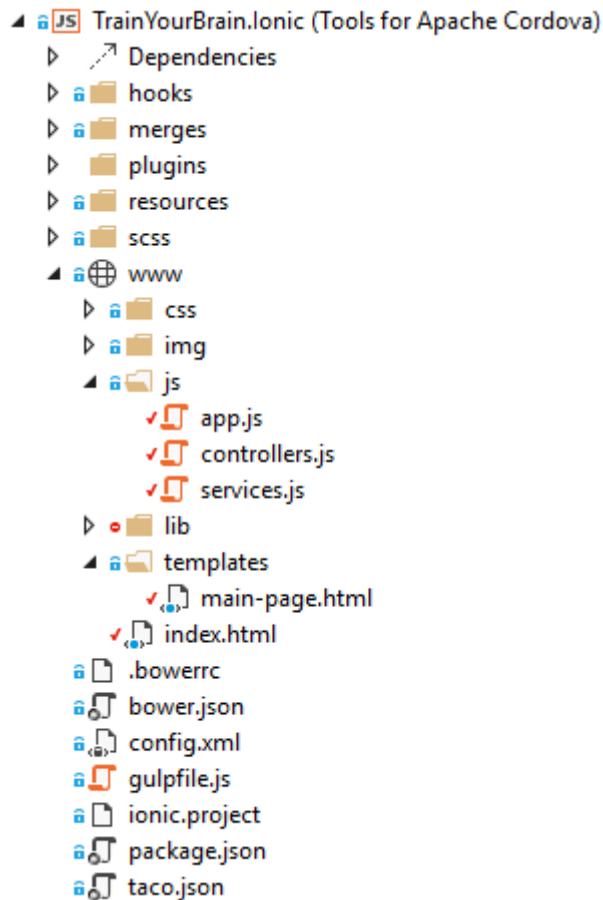 JS TrainYourBrain.Ionic (Tools for Apache Cordova)
Dependencies
hooks
merges
plugins
resources
scss
www
css
img
js
app.js
controllers.js
services.js
lib
templates
main-page.html
index.html
.bowerrc
bower.json
config.xml
gulpfile.js
ionic.project
package.json
taco.json